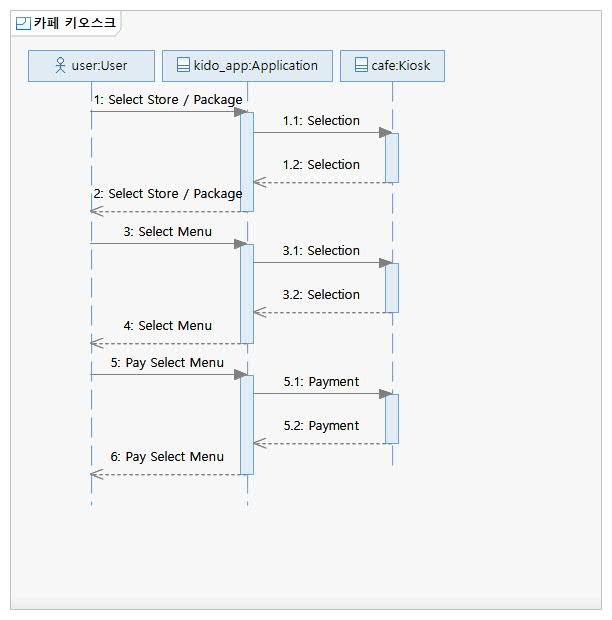 카페 키오스크
user:User
kido_app:Application
cafe:Kiosk
1: Select Store / Package
1.1: Selection
1.2: Selection
2: Select Store / Package
3: Select Menu
3.1: Selection
3.2: Selection
4: Select Menu
5: Pay Select Menu
5.1: Payment
5.2: Payment
6: Pay Select Menu